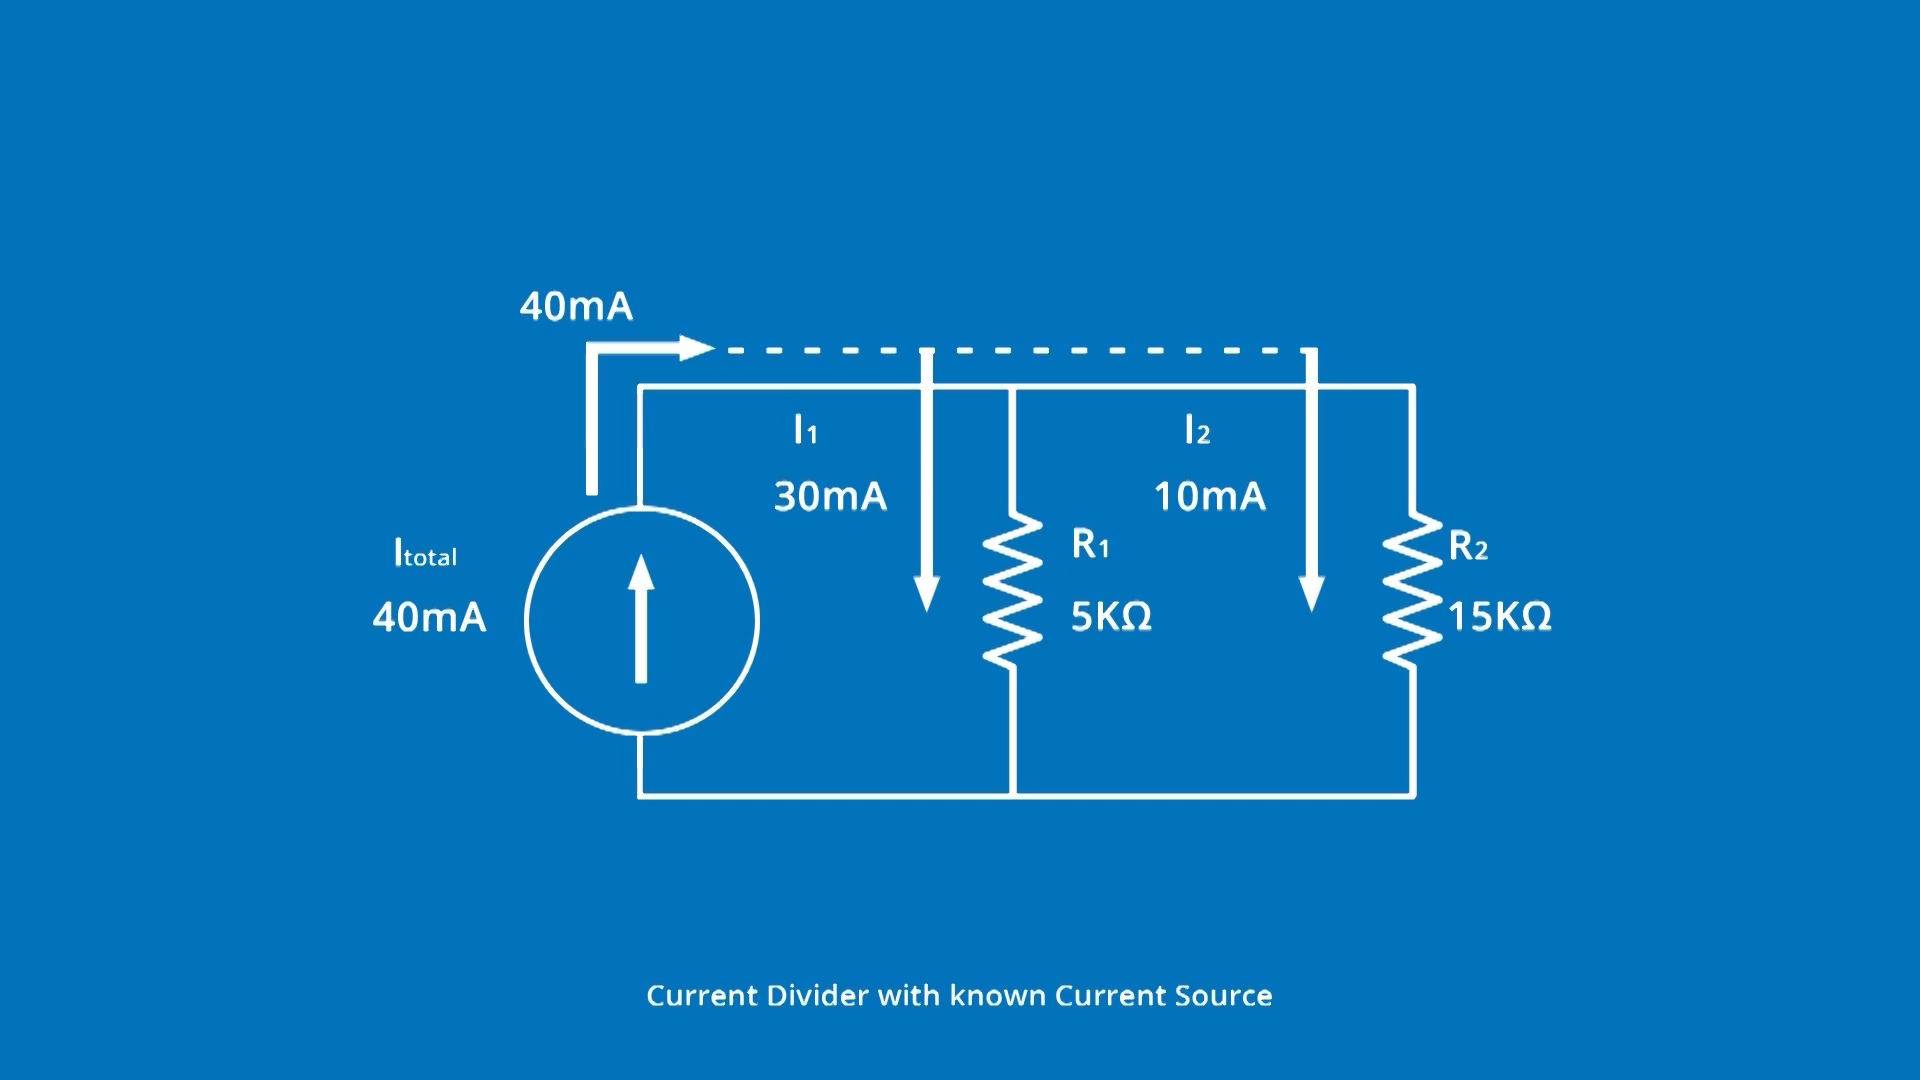 40mA
I1
30mA
I2
10mA
R1
5KΩ
R2
15KΩ
Itotal
40mA
Current Divider with known Current Source